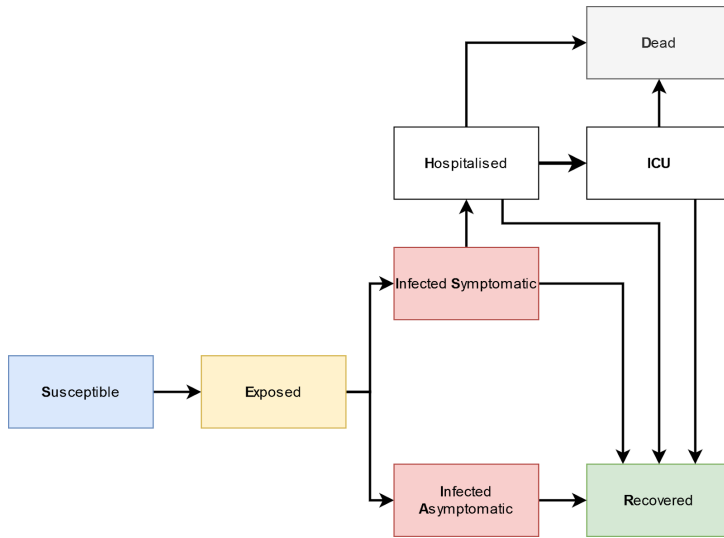 Dead
Hospitalised
ICU
Infected Symptomatic
Susceptible
Exposed
Infected
Asymptomatic
Recovered